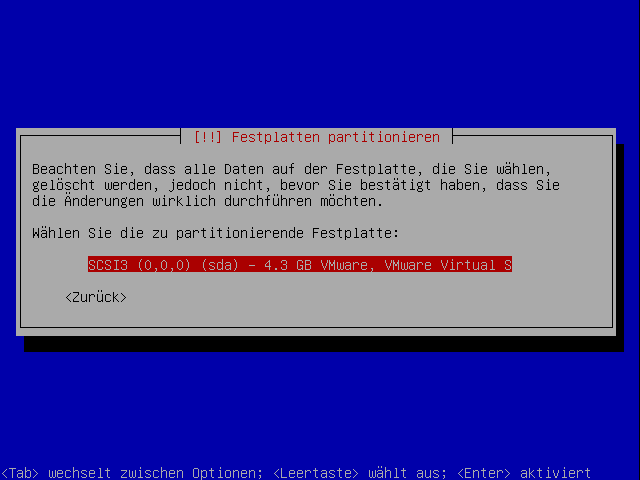 [!!] Festplatten partitionieren
Beachten Sie, dass alle Daten auf der Festplatte, die Sie wählen,
gelöscht werden, jedoch nicht, bevor Sie bestätigt haben, dass Sie
die Änderungen wirklich durchführen möchten.
Wählen Sie die zu partitionierende Festplatte:
SCSI3 (0,0,0) (sda) - 4.3 GB VMware, VMware Virtual S
<Zurück>
<Tab> wechselt zwischen Optionen; <Leertaste> wählt aus; <Enter> aktiviert